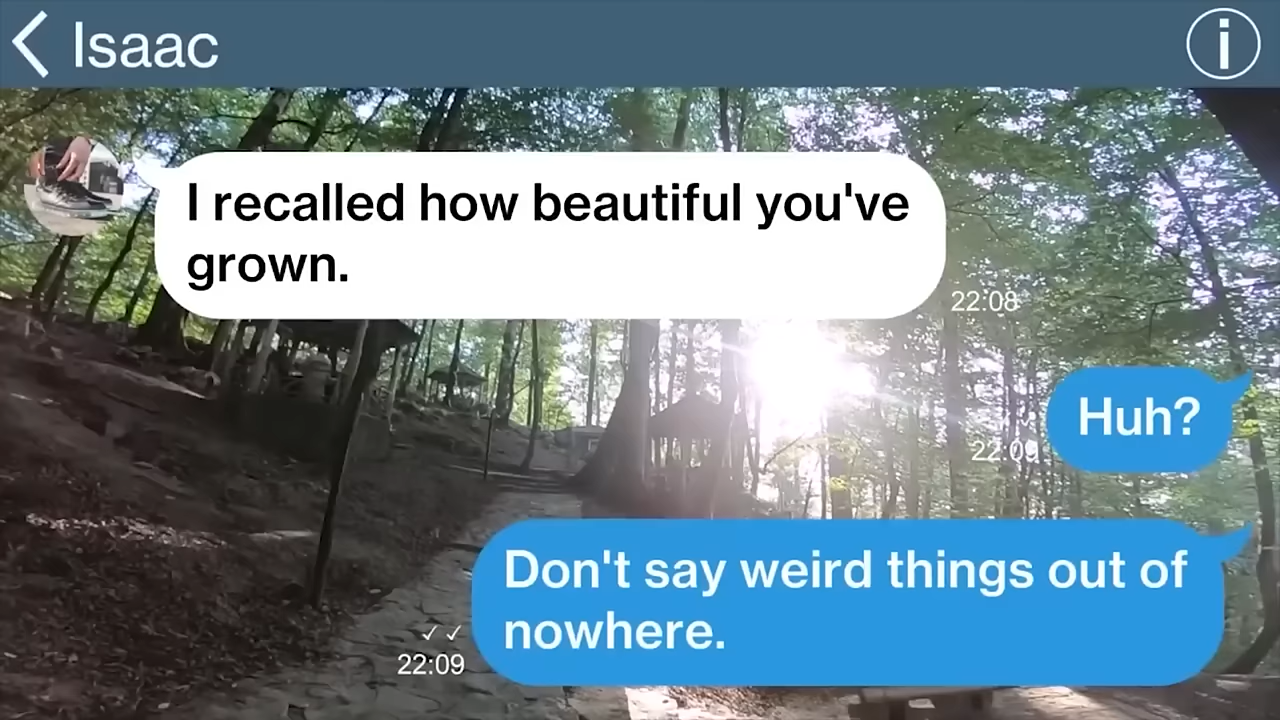 Isaac
I recalled how beautiful you've
grown.
22:08
Huh?
22:09
Don't say weird things out of
nowhere.
22:09